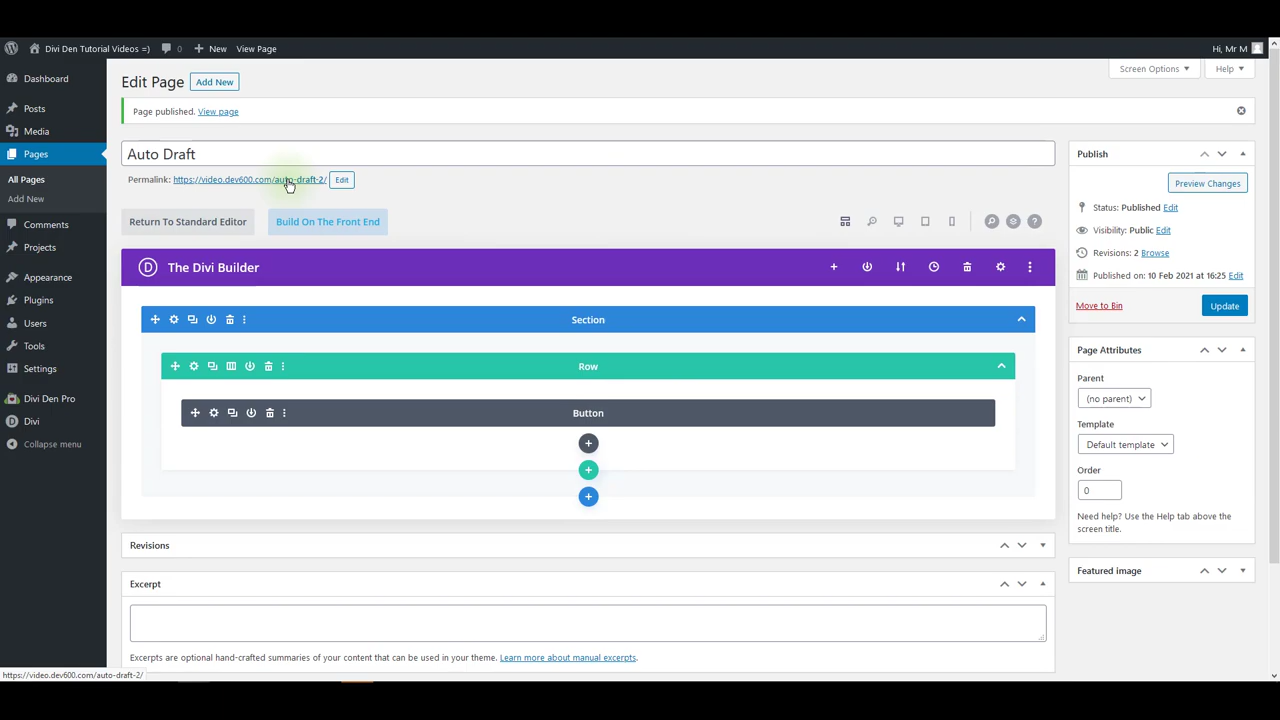 Divi Den Tutorial Videos =) 0 New View Page Hi, Mr M
Dashboard
Posts
Media
Pages
All Pages
Add New
Comments
Projects
Appearance
Plugins
Users
Tools
Settings
Divi Den Pro
Divi
Collapse menu
Screen Options Help
Edit Page Add New
Page published. View page
Auto Draft
Permalink: https://video.dev600.com/auto-draft-2/ Edit
Return To Standard Editor Build On The Front End
D The Divi Builder
Section
Row
Button
Revisions
Excerpt
Excerpts are optional hand-crafted summaries of your content that can be used in your theme. Learn more about manual excerpts.
Publish
Preview Changes
Status: Published Edit
Visibility: Public Edit
Revisions: 2 Browse
Published on: 10 Feb 2021 at 16:25 Edit
Move to Bin Update
Page Attributes
Parent
(no parent)
Template
Default template
Order
0
Need help? Use the Help tab above the
screen title.
Featured image
https://video.dev600.com/auto-draft-2/